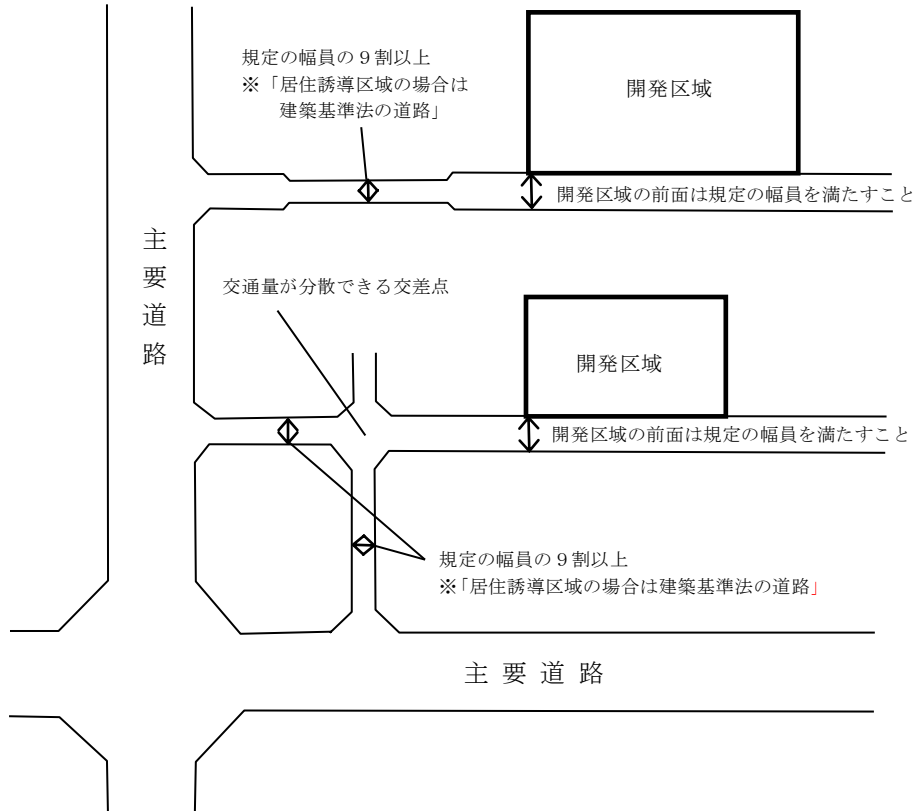 規定の幅員の９割以上
※「居住誘導区域の場合は
建築基準法の道路」
開発区域
開発区域の前面は規定の幅員を満たすこと
主要道路
交通量が分散できる交差点
開発区域
開発区域の前面は規定の幅員を満たすこと
規定の幅員の９割以上
※「居住誘導区域の場合は建築基準法の道路」
主要道路